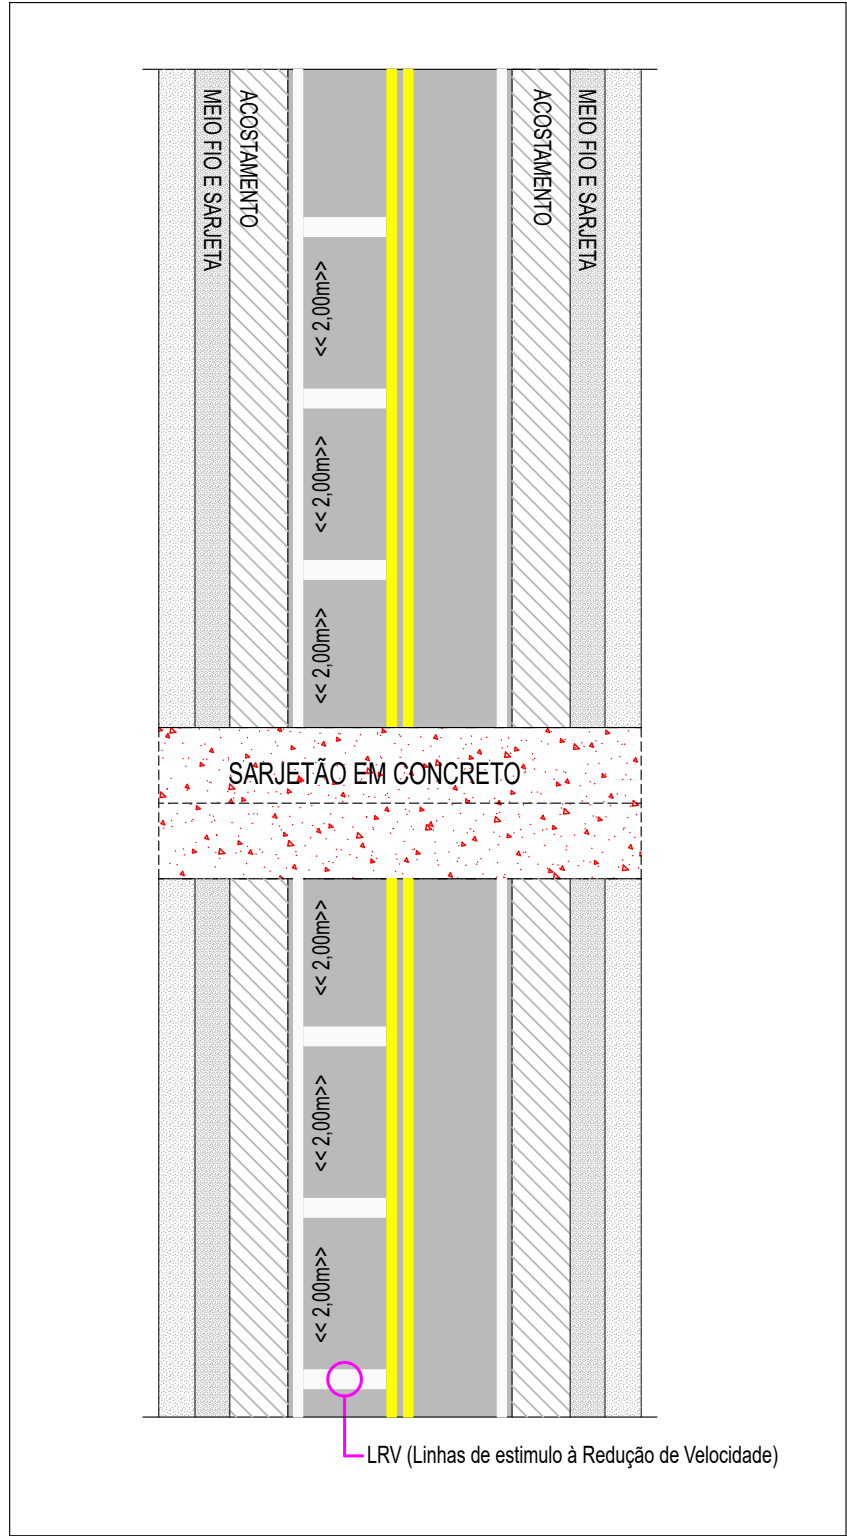 MEIO FIO E SARJETA
ACOSTAMENTO
ACOSTAMENTO
MEIO FIO E SARJETA
<< 2,00m>>
<< 2,00m>>
<< 2,00m>>
SARJETÃO EM CONCRETO
<< 2,00m>>
<< 2,00m>>
<< 2,00m>>
LRV (Linhas de estimulo à Redução de Velocidade)